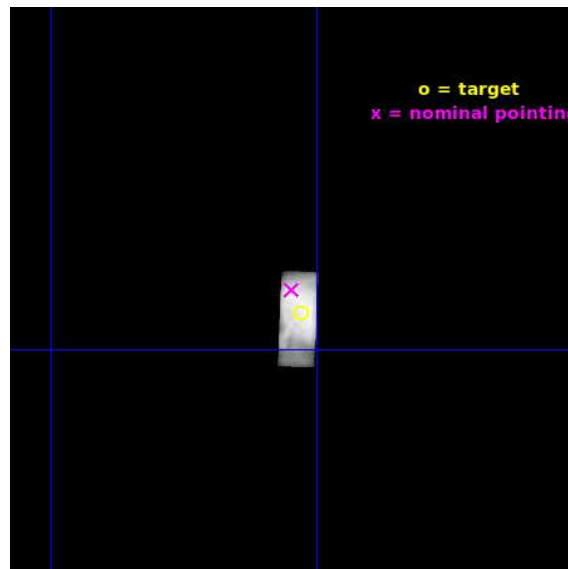 o = target
x = nominal pointin